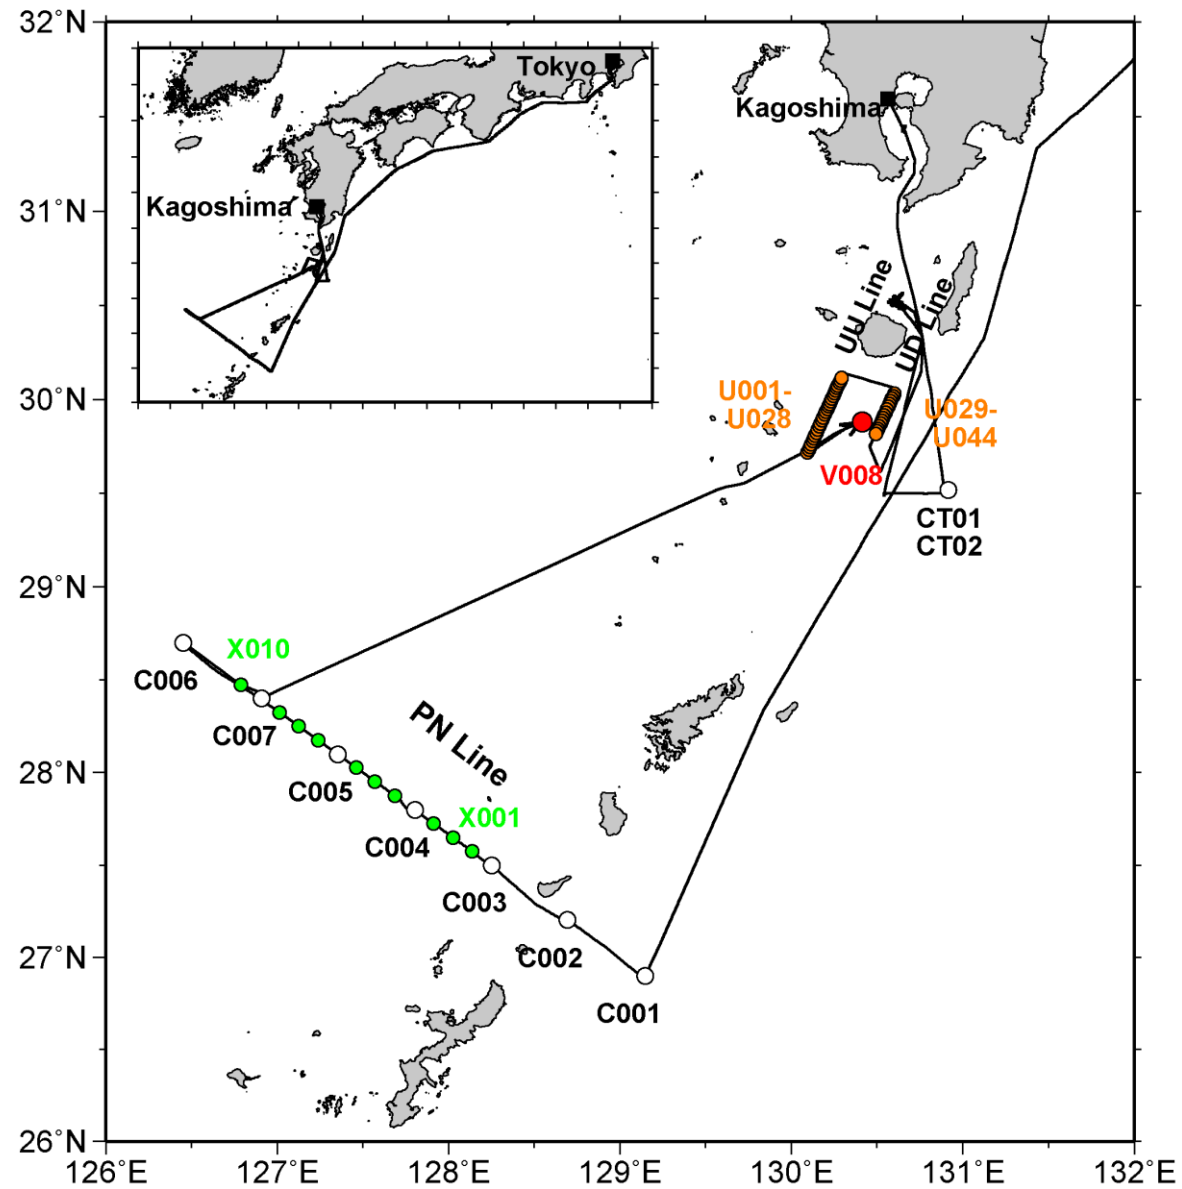 32°N
Tokyo
Kagoshima
Kagoshima
31°N
UU Line
UD Line
30°N
U001-
U028
U029-
U044
V008
CT01
CT02
29°N
X010
C006
PN Line
C007
28°N
C005
X001
C004
C003
27°N
C002
C001
26°N
126°E
127°E
128°E
129°E
130°E
131°E
132°E